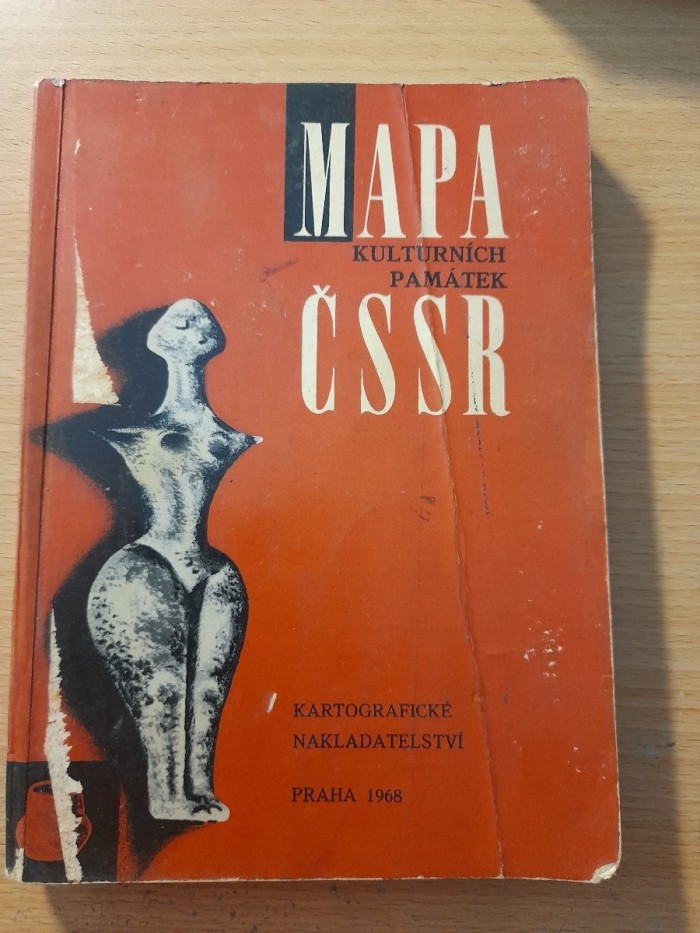 MAPA
KULTURNÍCH
PAMÁTEK
ČSSR
KARTOGRAFICKÉ
NAKLADATELSTVÍ
PRAHA 1968